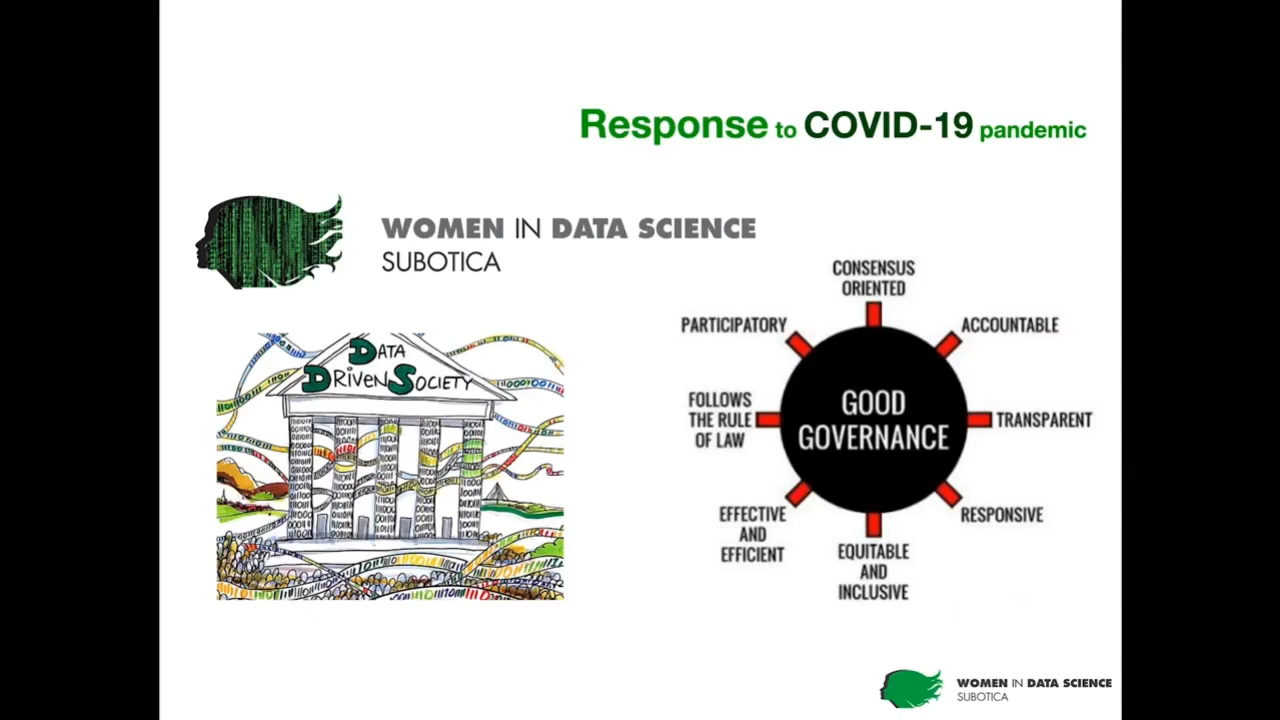 Response to COVID-19 pandemic
WOMEN IN DATA SCIENCE
SUBOTICA
DATA
DRIVEN SOCIETY
CONSENSUS
ORIENTED
PARTICIPATORY
ACCOUNTABLE
FOLLOWS
THE RULE
OF LAW
GOOD
GOVERNANCE
TRANSPARENT
EFFECTIVE
AND
EFFICIENT
RESPONSIVE
EQUITABLE
AND
INCLUSIVE
WOMEN IN DATA SCIENCE
SUBOTICA